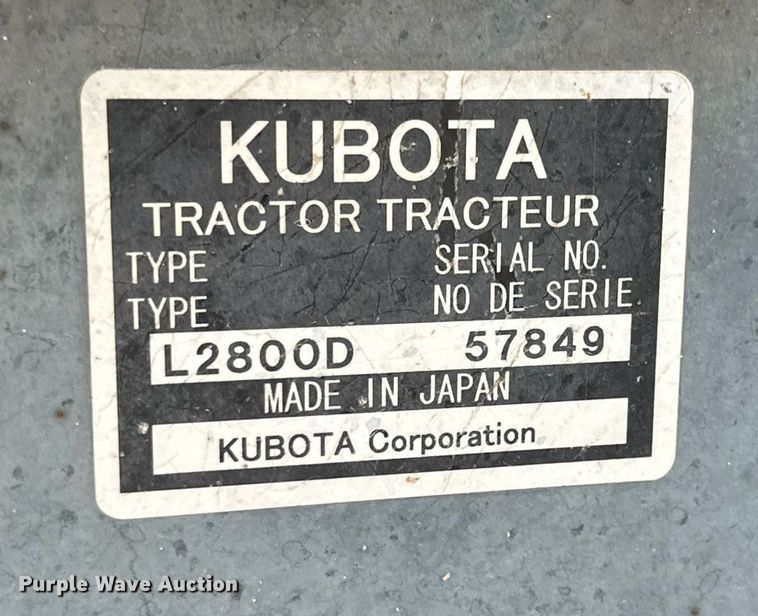 KUBOTA
TRACTOR TRACTEUR
TYPE SERIAL NO.
TYPE NO DE SERIE
L2800D 57849
MADE IN JAPAN
KUBOTA Corporation
Purple Wave Auction